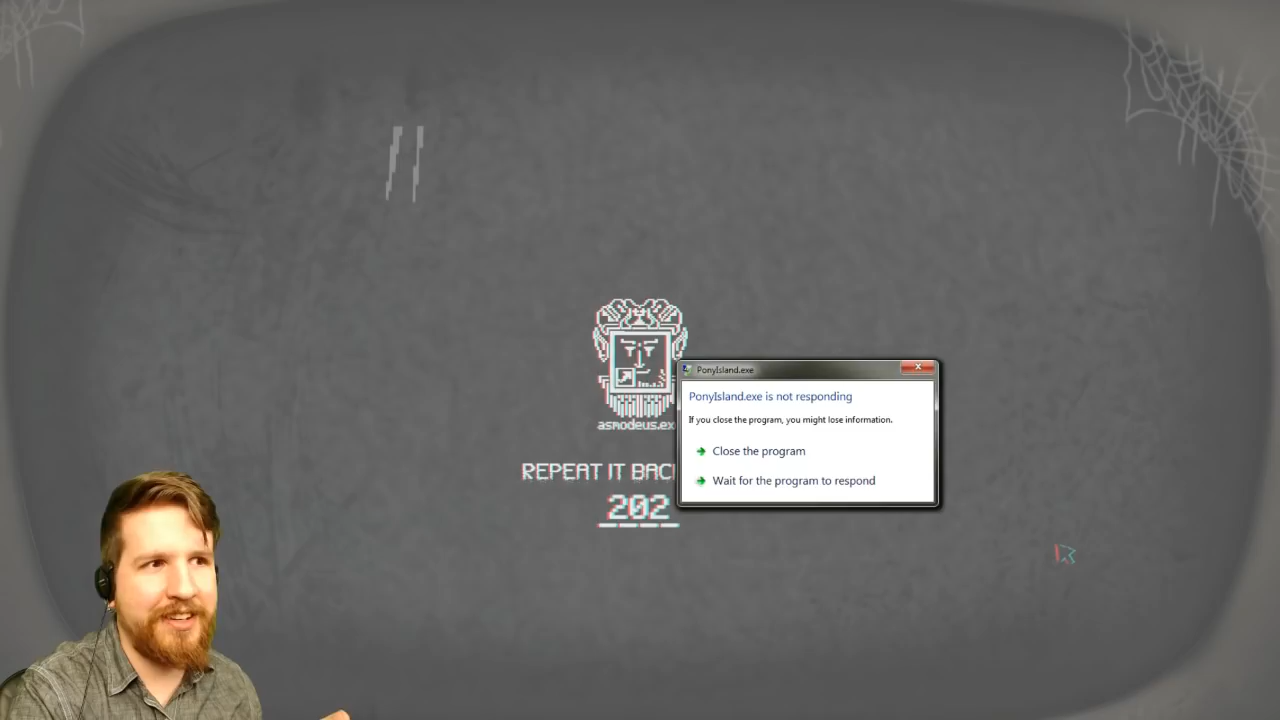 asmodeus.ex
PonyIsland.exe
PonyIsland.exe is not responding
If you close the program, you might lose information.
Close the program
Wait for the program to respond
REPEAT IT BAC
202